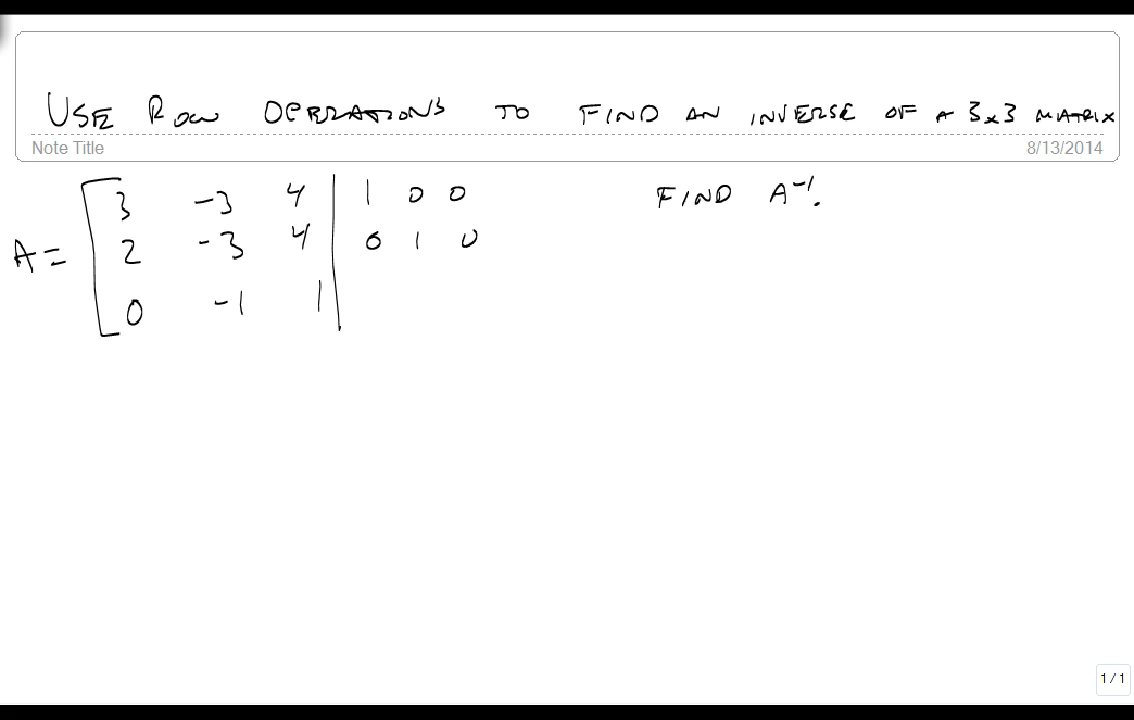 USE ROW OPERATIONS TO FIND AN INVERSE OF A 3x3 MATRIX
Note Title 8/13/2014
3 -3 4 | 1 0 0 FIND A⁻¹.
A = 2 -3 4 | 0 1 0
0 -1 1 |
1/1